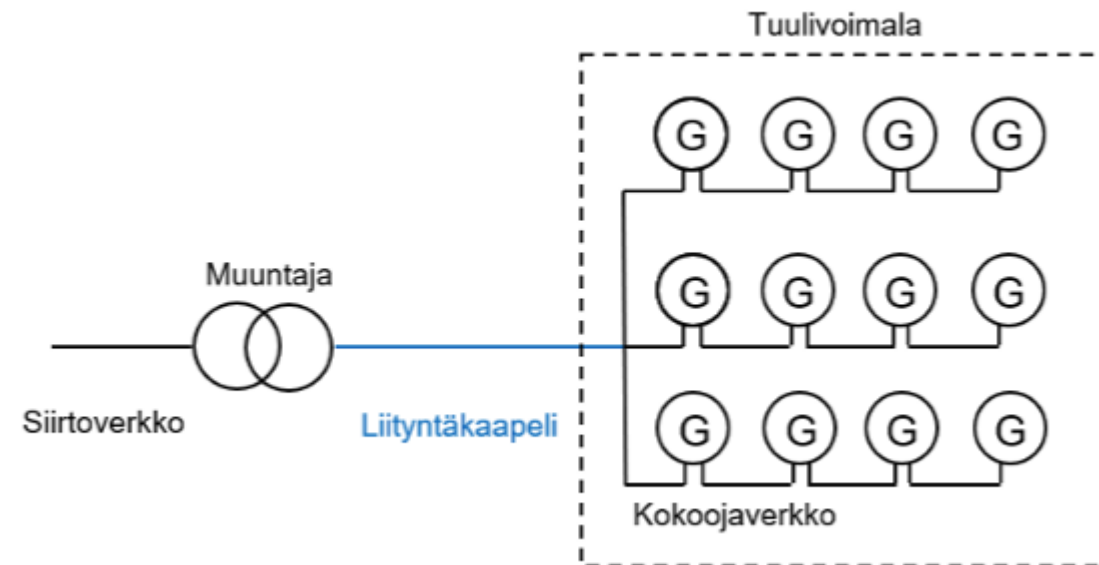 Tuulivoimala
G G G G
Muuntaja
G G G G
Siirtoverkko
Liityntäkaapeli
G G G G
Kokoojaverkko